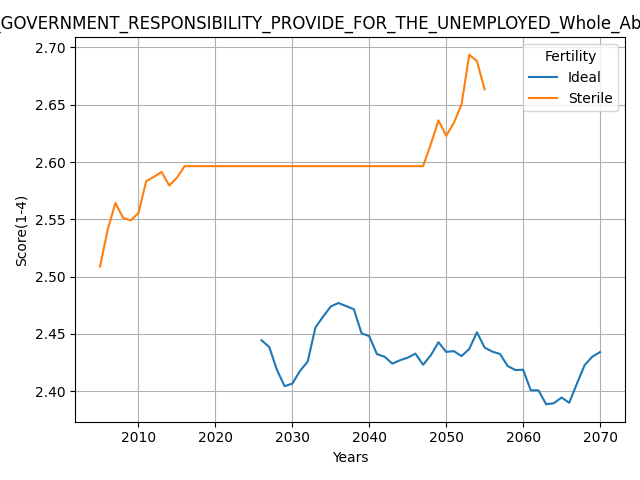 _GOVERNMENT_RESPONSIBILITY_PROVIDE_FOR_THE_UNEMPLOYED_Whole_Ab
Fertility
Ideal
Sterile
Score(1-4)
2.70
2.65
2.60
2.55
2.50
2.45
2.40
2010 2020 2030 2040 2050 2060 2070
Years